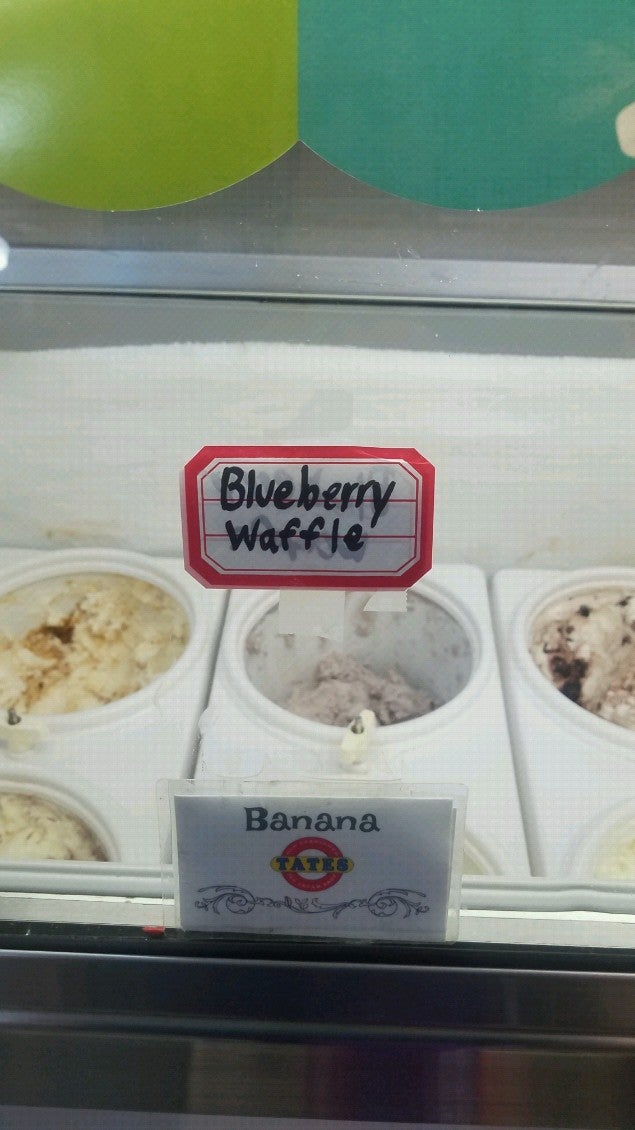 Blueberry
Waffle
Banana
TATES